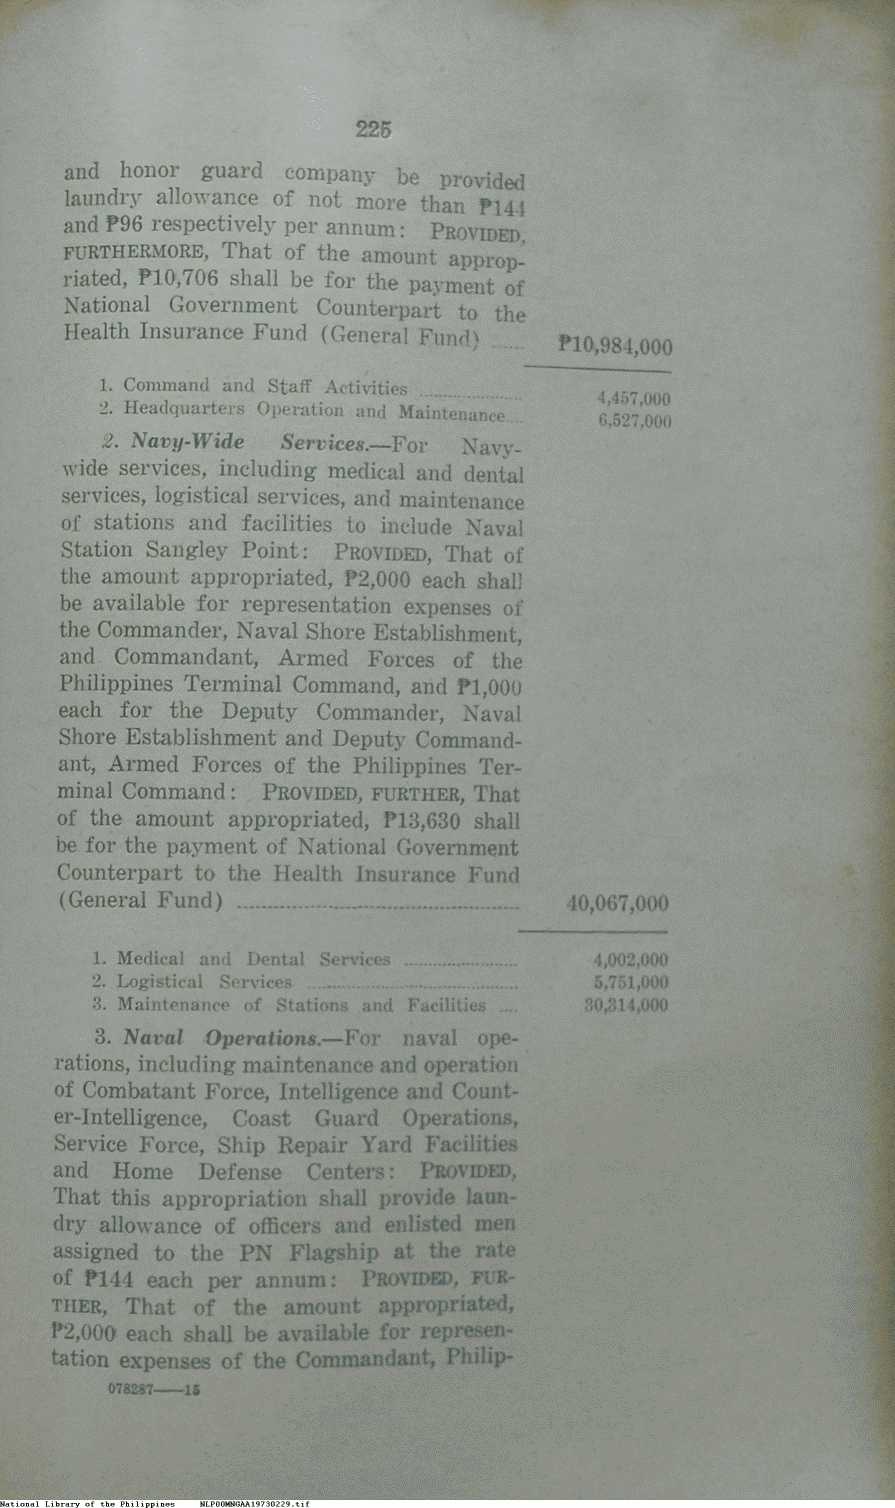 225
and honor guard company be provided
laundry allowance of not more than ₱144
and ₱96 respectively per annum: PROVIDED,
FURTHERMORE, That of the amount approp-
riated, ₱10,706 shall be for the payment of
National Government Counterpart to the
Health Insurance Fund (General Fund) ...... ₱10,984,000
1. Command and Staff Activities ...................... 4,457,000
2. Headquarters Operation and Maintenance.... 6,527,000
2. Navy-Wide Services.—For Navy-
wide services, including medical and dental
services, logistical services, and maintenance
of stations and facilities to include Naval
Station Sangley Point: PROVIDED, That of
the amount appropriated, ₱2,000 each shall
be available for representation expenses of
the Commander, Naval Shore Establishment,
and Commandant, Armed Forces of the
Philippines Terminal Command, and ₱1,000
each for the Deputy Commander, Naval
Shore Establishment and Deputy Command-
ant, Armed Forces of the Philippines Ter-
minal Command: PROVIDED, FURTHER, That
of the amount appropriated, ₱13,630 shall
be for the payment of National Government
Counterpart to the Health Insurance Fund
(General Fund) .............................................. 40,067,000
1. Medical and Dental Services ........................ 4,002,000
2. Logistical Services ............................................ 5,751,000
3. Maintenance of Stations and Facilities .... 30,314,000
3. Naval Operations.—For naval ope-
rations, including maintenance and operation
of Combatant Force, Intelligence and Count-
er-Intelligence, Coast Guard Operations,
Service Force, Ship Repair Yard Facilities
and Home Defense Centers: PROVIDED,
That this appropriation shall provide laun-
dry allowance of officers and enlisted men
assigned to the PN Flagship at the rate
of ₱144 each per annum: PROVIDED, FUR-
THER, That of the amount appropriated,
₱2,000 each shall be available for represen-
tation expenses of the Commandant, Philip-
078287——15
National Library of the Philippines NLPOOMNGAA19730229.tif